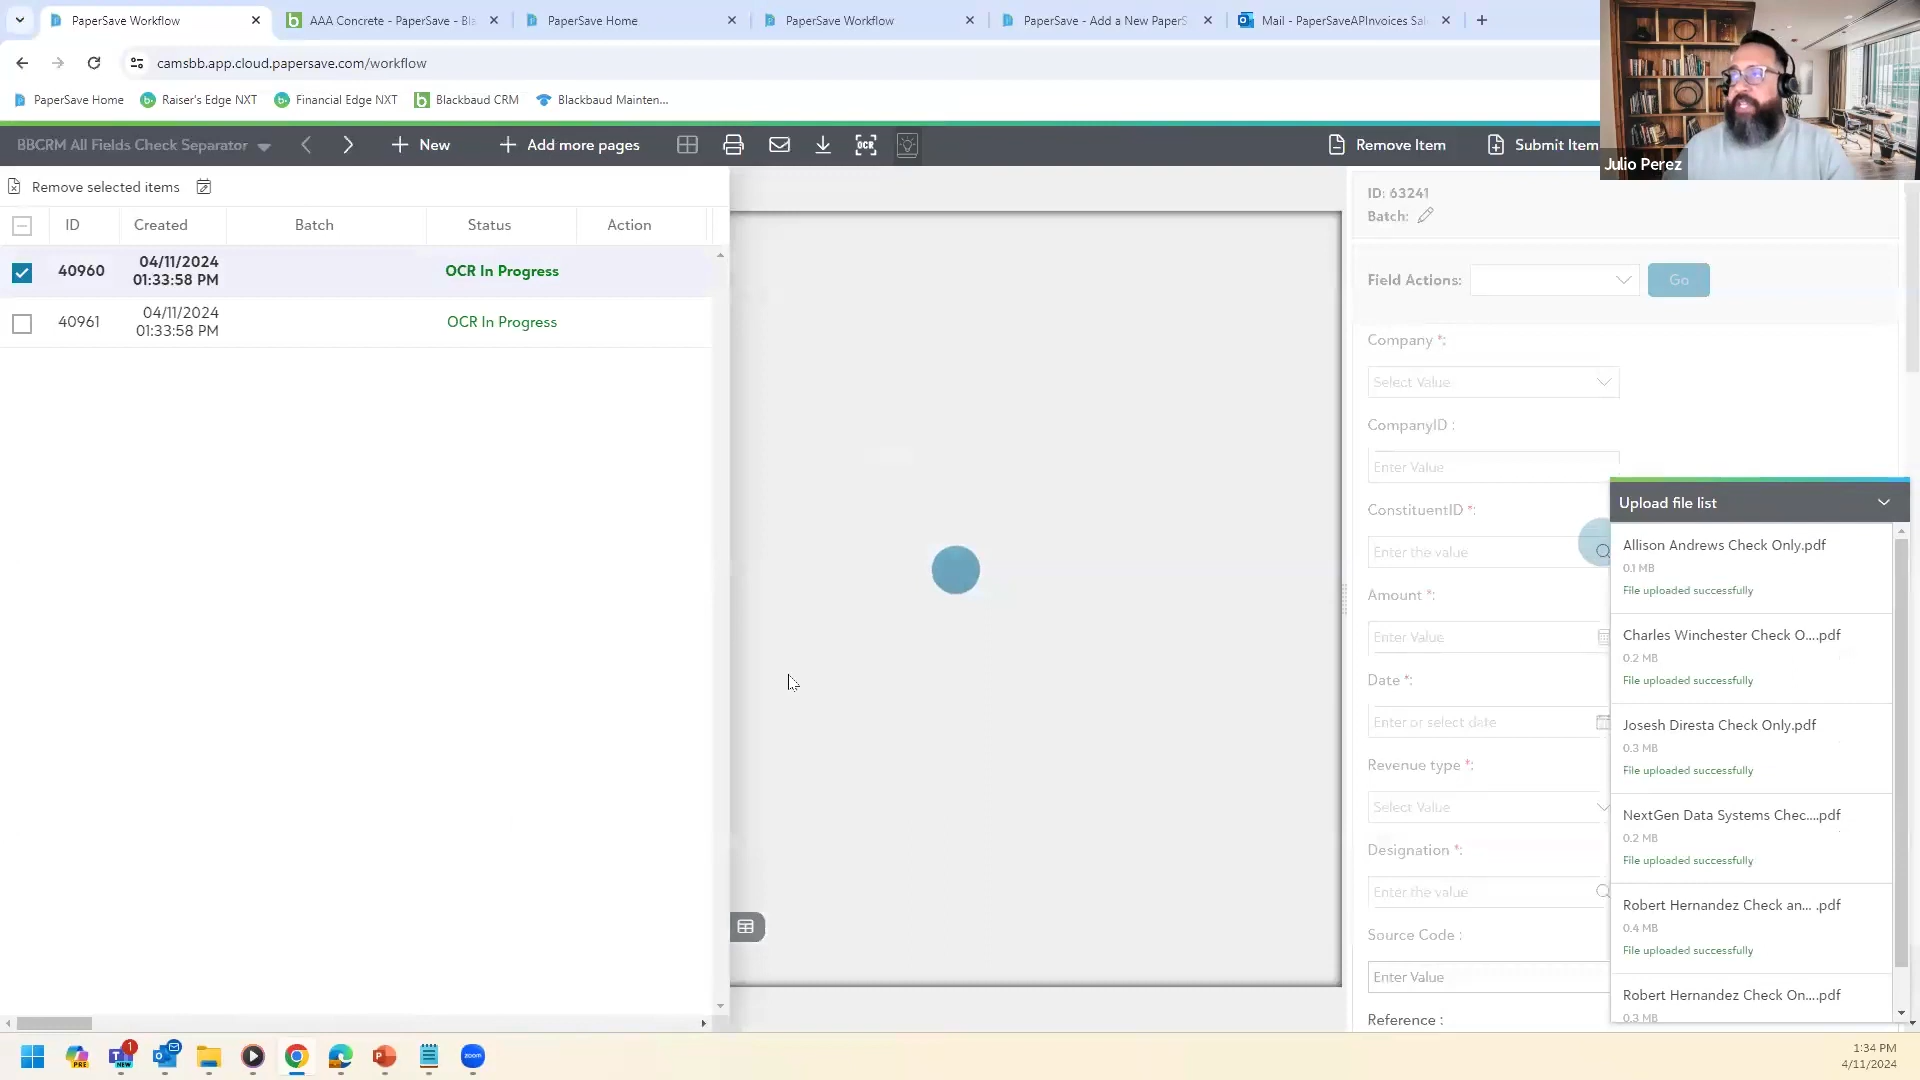 PaperSave Workflow
AAA Concrete - PaperSave - Bl
PaperSave Home
PaperSave Workflow
PaperSave - Add a New PaperS
Mail - PaperSaveAPInvoices Sal
camsbb.app.cloud.papersave.com/workflow
PaperSave Home
Raiser's Edge NXT
Financial Edge NXT
Blackbaud CRM
Blackbaud Mainten...
Julio Perez
BBCRM All Fields Check Separator
New
Add more pages
OCR
Remove Item
Submit Item
Remove selected items
ID Created Batch Status Action
40960 04/11/2024 01:33:58 PM OCR In Progress
40961 04/11/2024 01:33:58 PM OCR In Progress
ID: 63241
Batch:
Field Actions: Go
Company *:
Select Value
CompanyID :
Enter Value
ConstituentID *:
Enter the value
Amount *:
Enter Value
Date *:
Enter or select date
Revenue type *:
Select Value
Designation *:
Enter the value
Source Code :
Enter Value
Reference :
Upload file list
Allison Andrews Check Only.pdf
0.1 MB
File uploaded successfully
Charles Winchester Check O....pdf
0.2 MB
File uploaded successfully
Josesh Diresta Check Only.pdf
0.3 MB
File uploaded successfully
NextGen Data Systems Chec....pdf
0.2 MB
File uploaded successfully
Robert Hernandez Check an... .pdf
0.4 MB
File uploaded successfully
Robert Hernandez Check On....pdf
0.3 MB
PRE
NEW
1
zoom
1:34 PM
4/11/2024